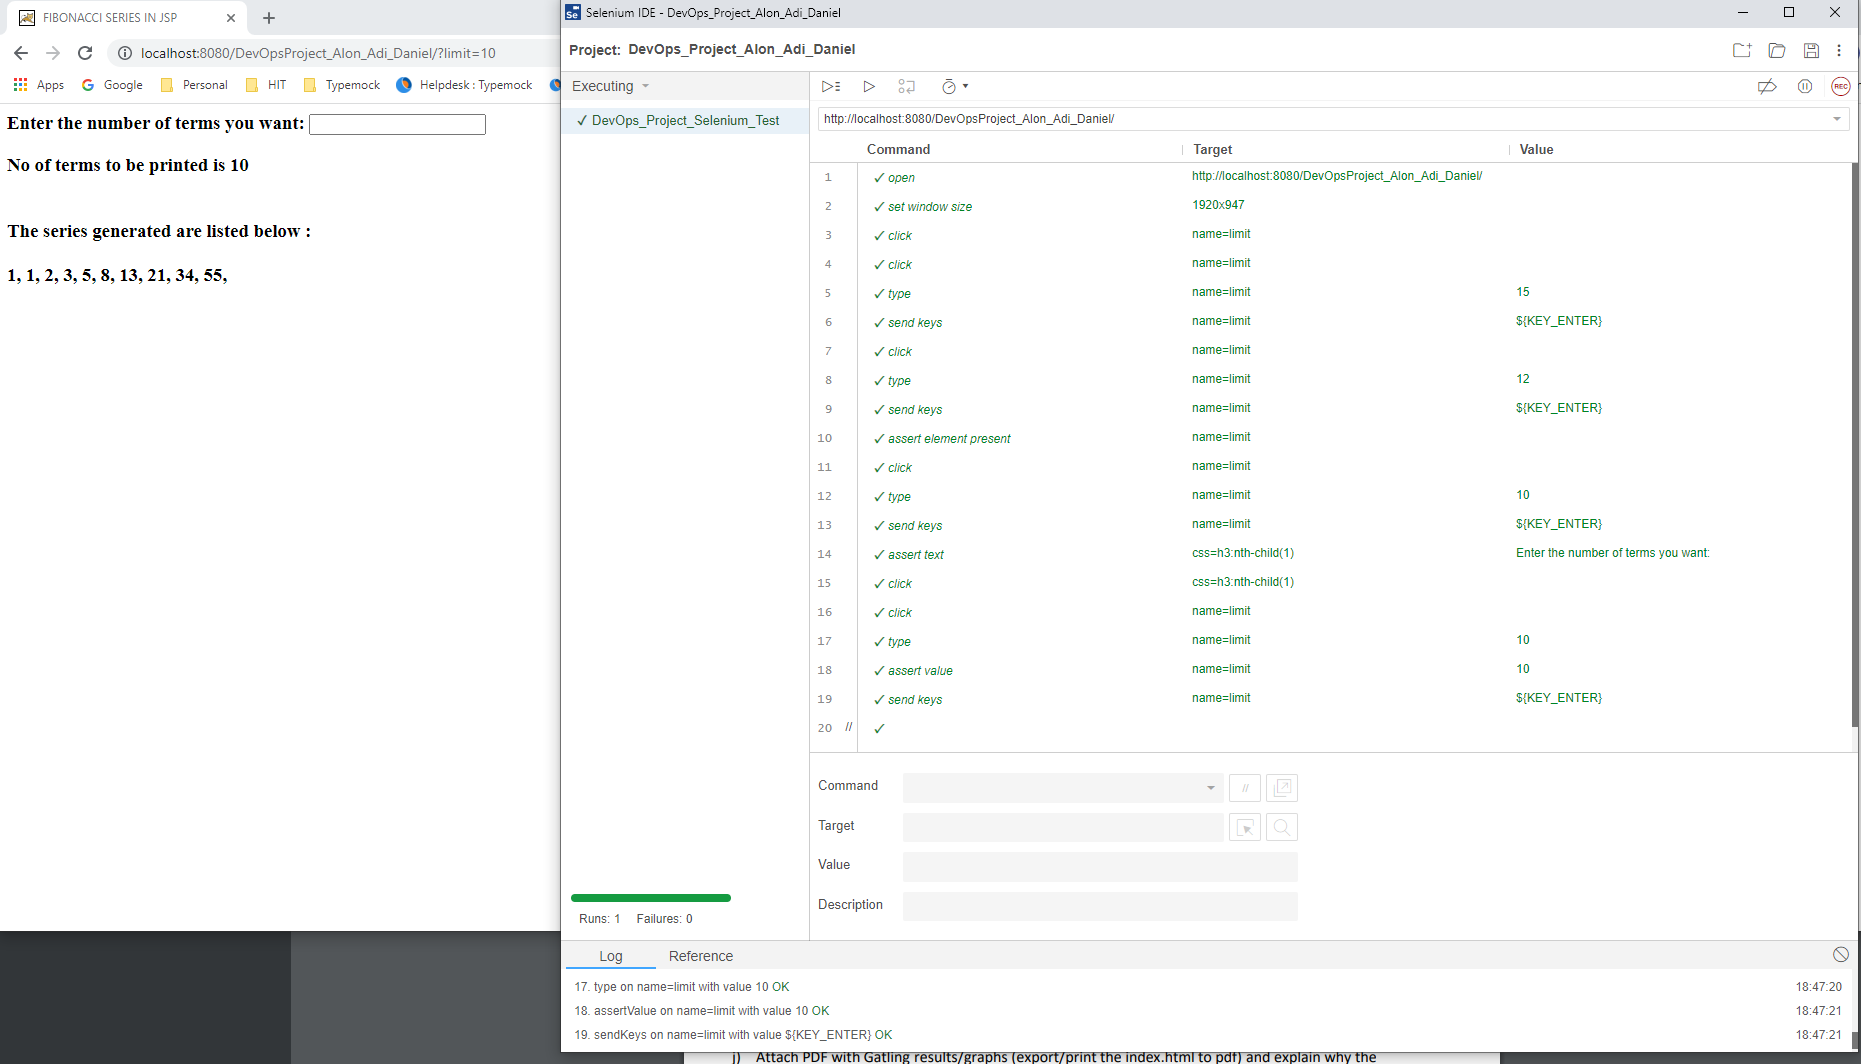 FIBONACCI SERIES IN JSP
localhost:8080/DevOpsProject_Alon_Adi_Daniel/?limit=10
Apps Google Personal HIT Typemock Helpdesk : Typemock
Enter the number of terms you want:
No of terms to be printed is 10
The series generated are listed below :
1, 1, 2, 3, 5, 8, 13, 21, 34, 55,
Se Selenium IDE - DevOps_Project_Alon_Adi_Daniel
Project: DevOps_Project_Alon_Adi_Daniel
Executing
REC
✓ DevOps_Project_Selenium_Test
http://localhost:8080/DevOpsProject_Alon_Adi_Daniel/
Command Target Value
1 ✓ open http://localhost:8080/DevOpsProject_Alon_Adi_Daniel/
2 ✓ set window size 1920x947
3 ✓ click name=limit
4 ✓ click name=limit
5 ✓ type name=limit 15
6 ✓ send keys name=limit ${KEY_ENTER}
7 ✓ click name=limit
8 ✓ type name=limit 12
9 ✓ send keys name=limit ${KEY_ENTER}
10 ✓ assert element present name=limit
11 ✓ click name=limit
12 ✓ type name=limit 10
13 ✓ send keys name=limit ${KEY_ENTER}
14 ✓ assert text css=h3:nth-child(1) Enter the number of terms you want:
15 ✓ click css=h3:nth-child(1)
16 ✓ click name=limit
17 ✓ type name=limit 10
18 ✓ assert value name=limit 10
19 ✓ send keys name=limit ${KEY_ENTER}
20 // ✓
Command //
Target
Value
Description
Runs: 1 Failures: 0
Log Reference
17. type on name=limit with value 10 OK 18:47:20
18. assertValue on name=limit with value 10 OK 18:47:21
19. sendKeys on name=limit with value ${KEY_ENTER} OK 18:47:21
j) Attach PDF with Gatling results/graphs (export/print the index.html to pdf) and explain why the